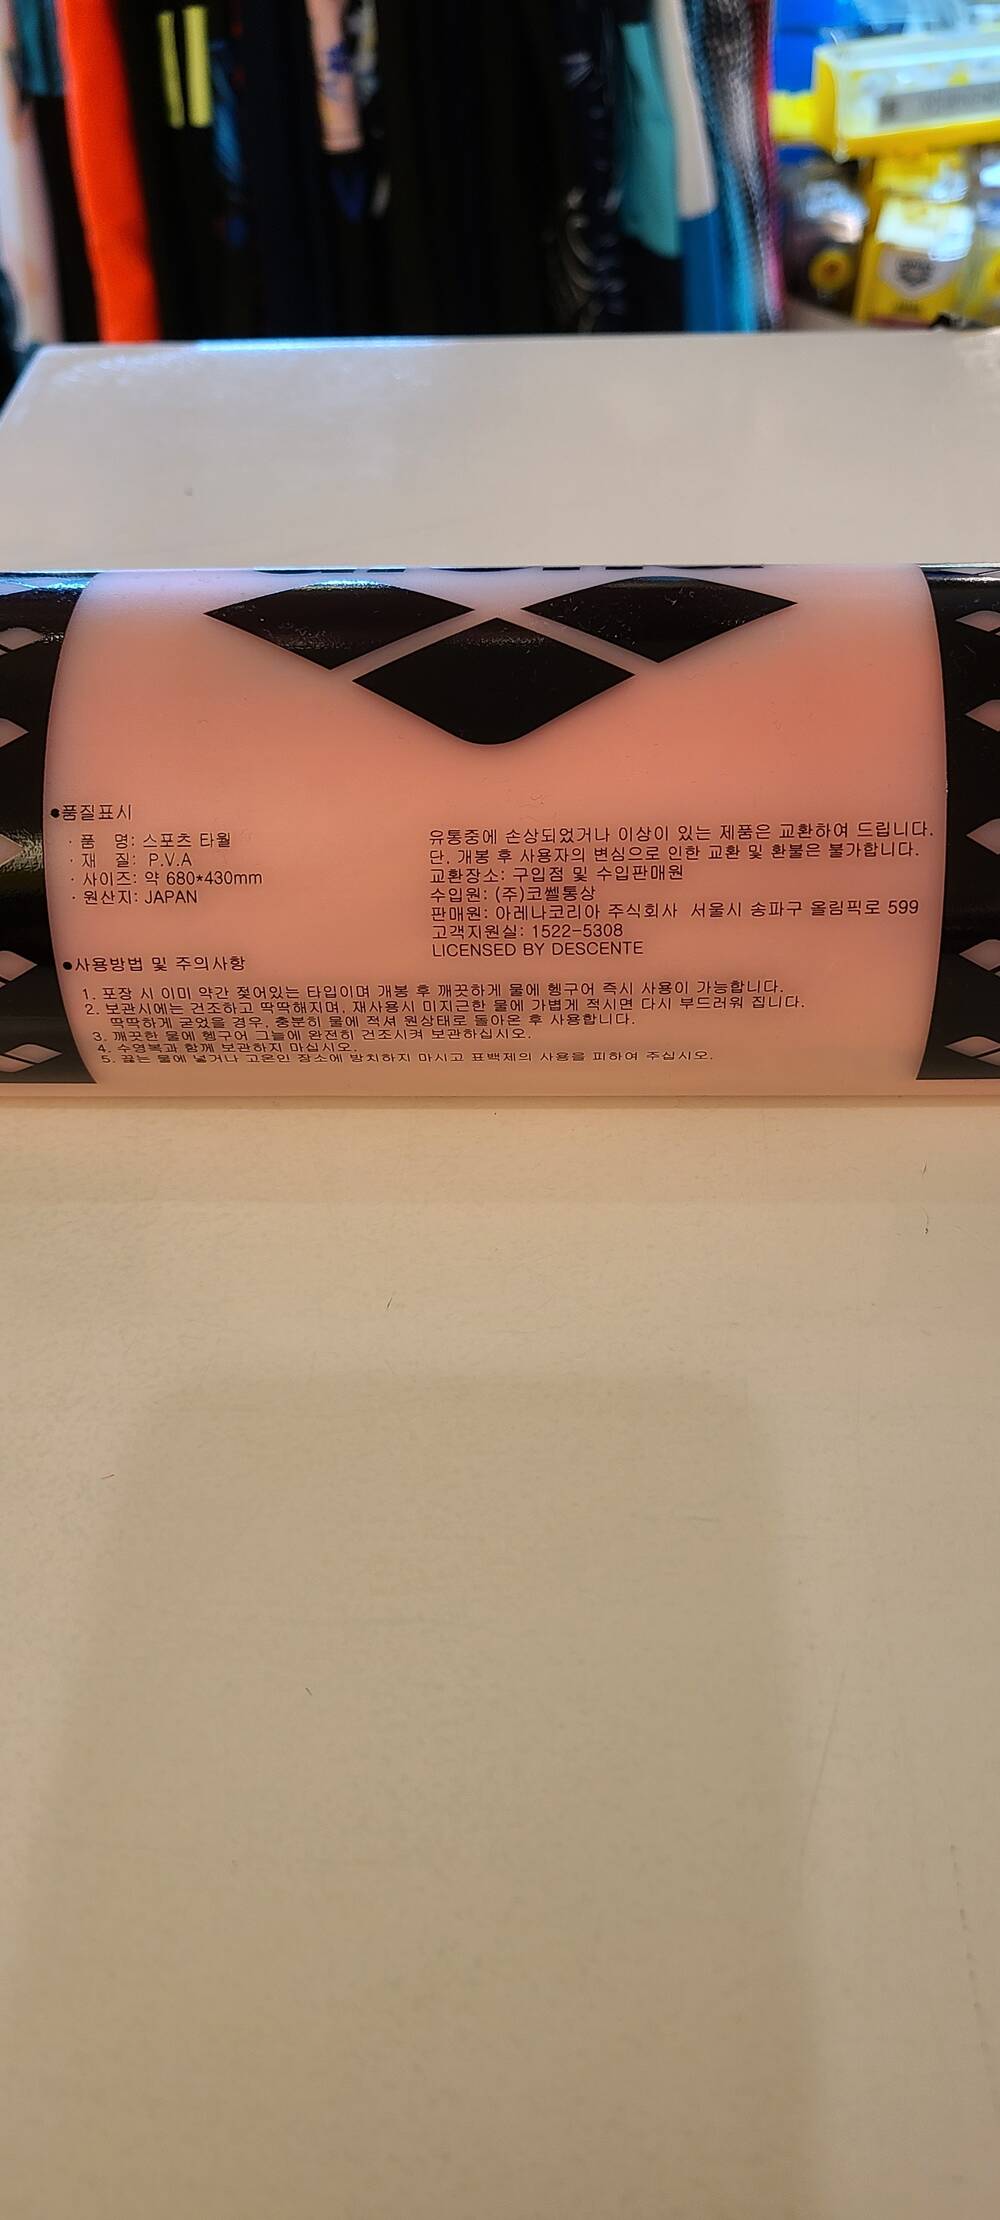 ●품질표시
· 품 명: 스포츠 타월
· 재 질: P.V.A
· 사이즈: 약 680*430mm
· 원산지: JAPAN
유통중에 손상되었거나 이상이 있는 제품은 교환하여 드립니다.
단, 개봉 후 사용자의 변심으로 인한 교환 및 환불은 불가합니다.
교환장소: 구입점 및 수입판매원
수입원: (주)코쎌통상
판매원: 아레나코리아 주식회사 서울시 송파구 올림픽로 599
고객지원실: 1522-5308
LICENSED BY DESCENTE
●사용방법 및 주의사항
1. 포장 시 이미 약간 젖어있는 타입이며 개봉 후 깨끗하게 물에 헹구어 즉시 사용이 가능합니다.
2. 보관시에는 건조하고 딱딱해지며, 재사용시 미지근한 물에 가볍게 적시면 다시 부드러워 집니다.
딱딱하게 굳었을 경우, 충분히 물에 적셔 원상태로 돌아온 후 사용합니다.
3. 깨끗한 물에 헹구어 그늘에 완전히 건조시켜 보관하십시오.
4. 수영복과 함께 보관하지 마십시오.
5. 끓는 물에 넣거나 고온인 장소에 방치하지 마시고 표백제의 사용을 피하여 주십시오.